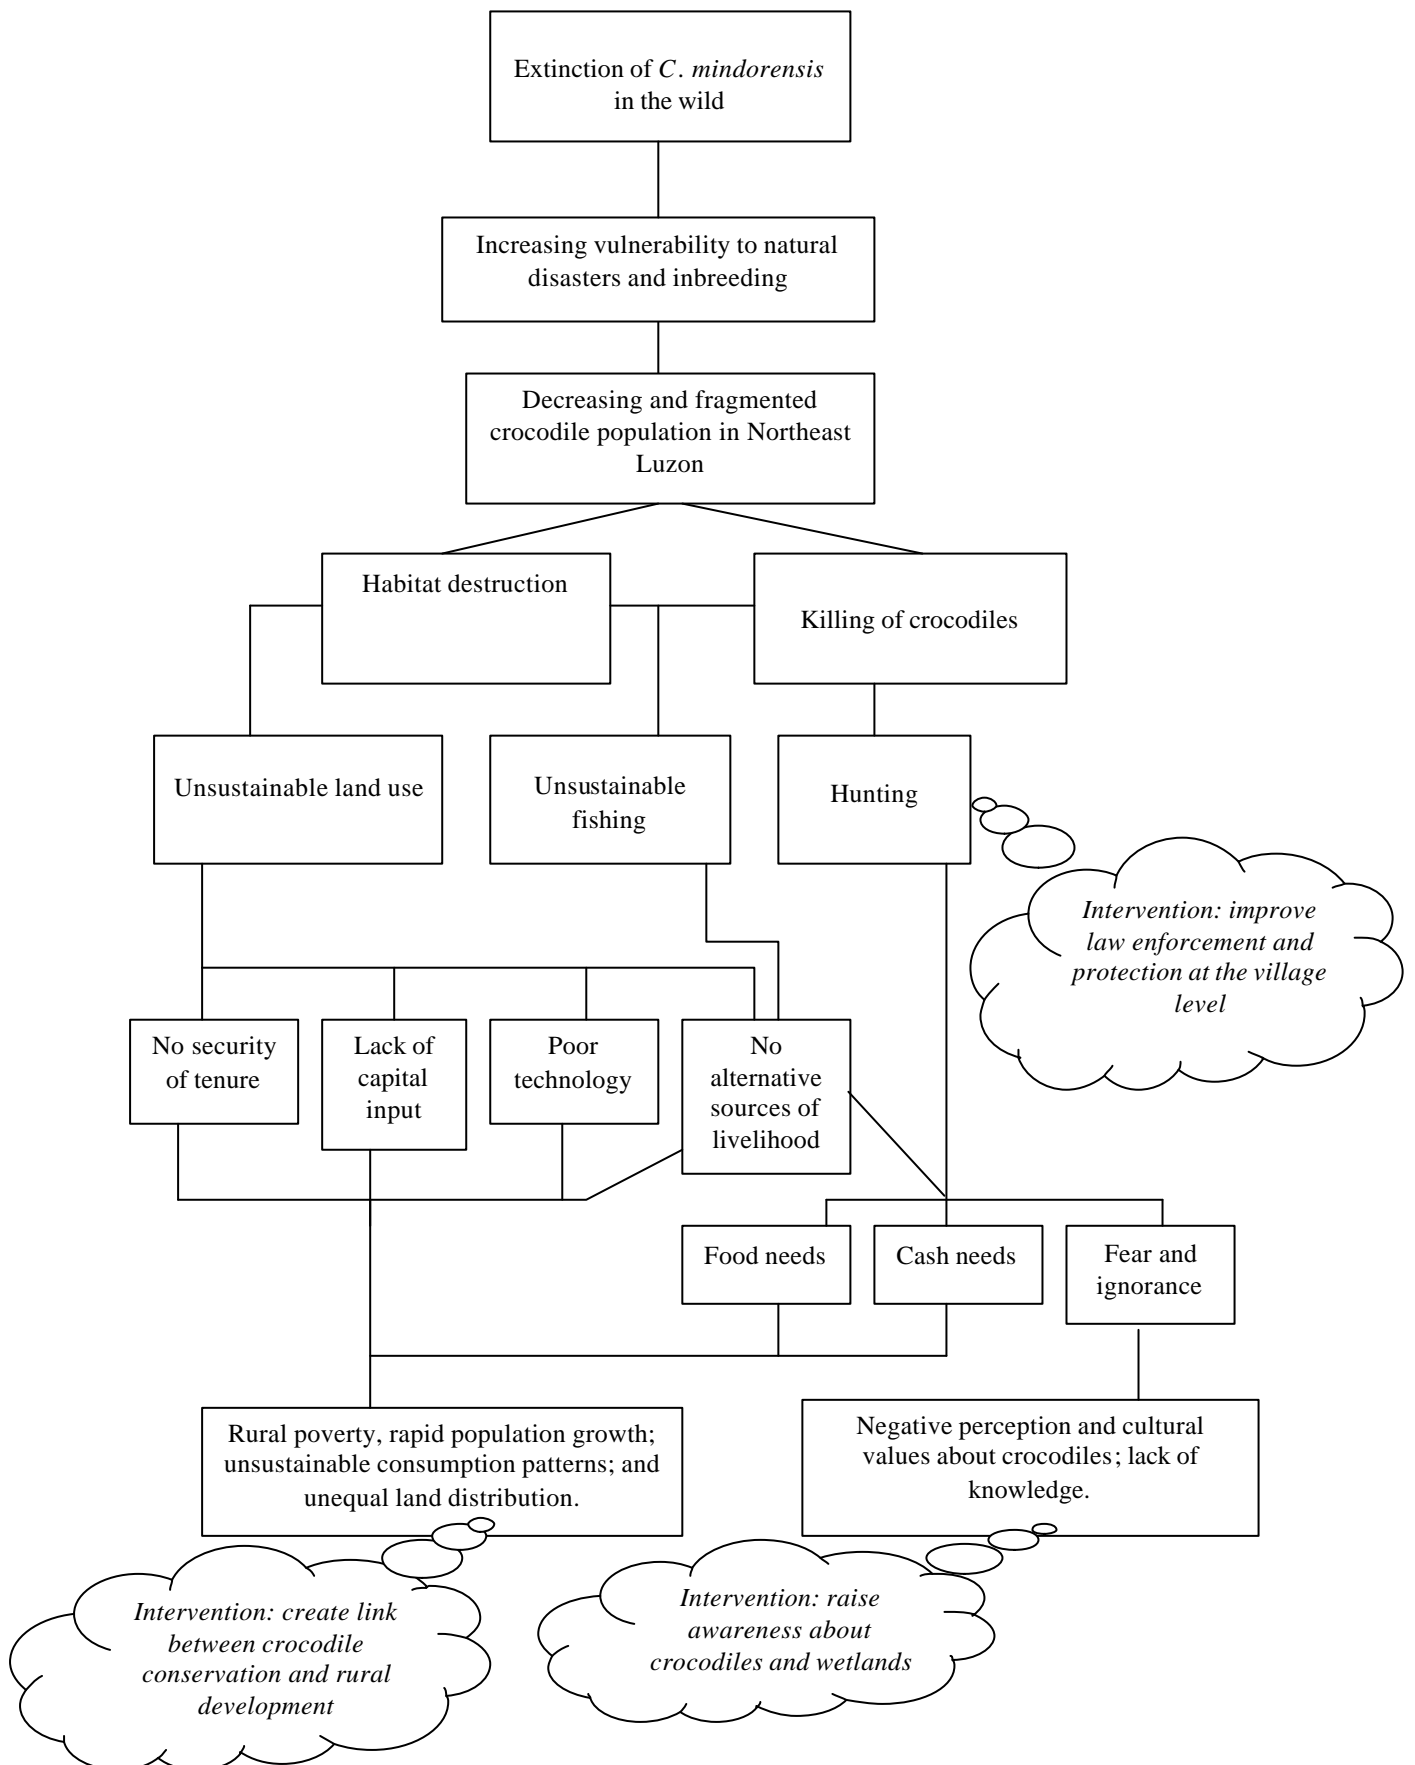 Extinction of C. mindorensis
in the wild
Increasing vulnerability to natural
disasters and inbreeding
Decreasing and fragmented
crocodile population in Northeast
Luzon
Habitat destruction
Killing of crocodiles
Unsustainable land use
Unsustainable
fishing
Hunting
Intervention: improve
law enforcement and
protection at the village
level
No security
of tenure
Lack of
capital
input
Poor
technology
No
alternative
sources of
livelihood
Food needs
Cash needs
Fear and
ignorance
Rural poverty, rapid population growth;
unsustainable consumption patterns; and
unequal land distribution.
Negative perception and cultural
values about crocodiles; lack of
knowledge.
Intervention: create link
between crocodile
conservation and rural
development
Intervention: raise
awareness about
crocodiles and wetlands